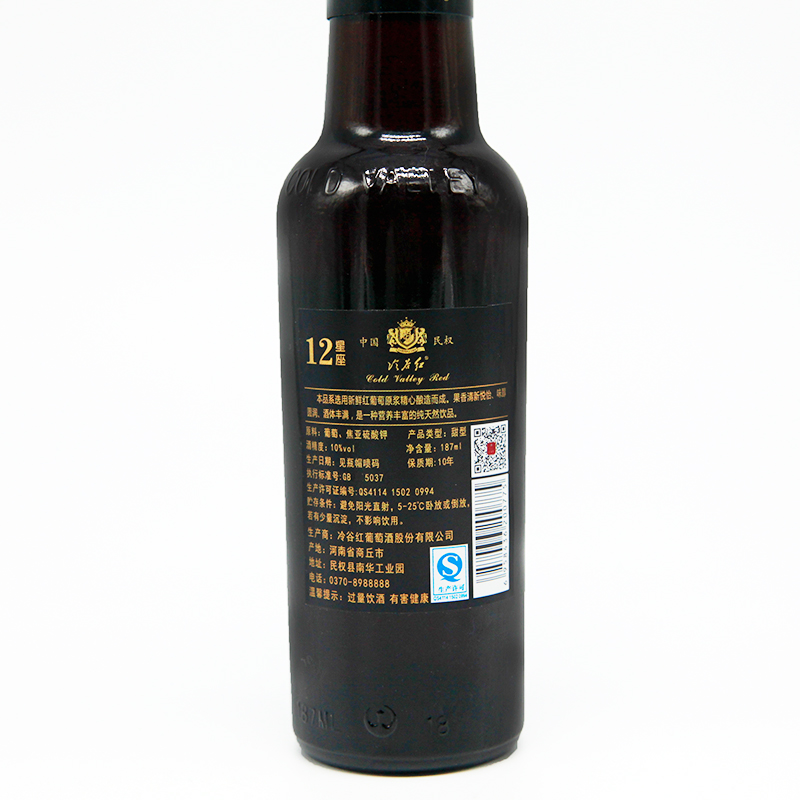 12星座
中国 民权
冷谷红®
Cold Valley Red
本品系选用新鲜红葡萄原浆精心酿造而成，果香清新悦怡、味醇
圆润、酒体丰满，是一种营养丰富的纯天然饮品。
原料：葡萄、焦亚硫酸钾 产品类型：甜型
酒精度：10%vol 净含量：187ml
生产日期：见瓶帽喷码 保质期：10年
执行标准号:GB 5037
生产许可证编号:QS4114 1502 0994
贮存条件：避免阳光直射，5-25℃卧放或倒放，
若有少量沉淀，不影响饮用。
生产商：冷谷红葡萄酒股份有限公司
产地：河南省商丘市
地址：民权县南华工业园
电话：0370-8988888
温馨提示：过量饮酒 有害健康
QS
生产许可
QS4114 1502 0994
187ML 18